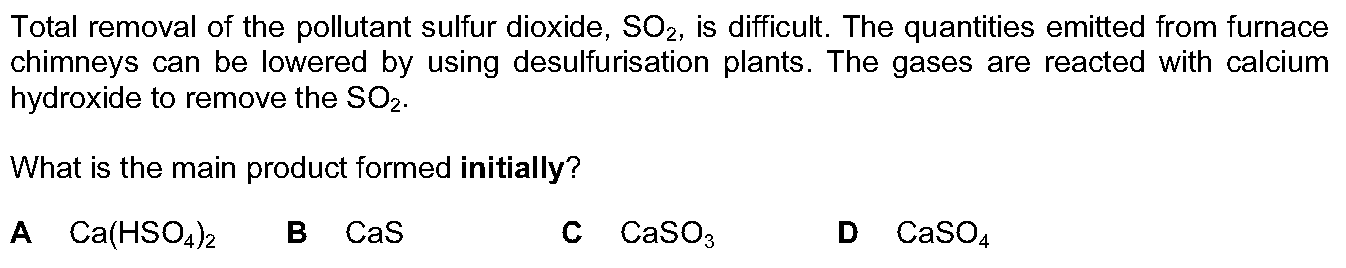 Total removal of the pollutant sulfur dioxide, SO₂, is difficult. The quantities emitted from furnace
chimneys can be lowered by using desulfurisation plants. The gases are reacted with calcium
hydroxide to remove the SO₂.
What is the main product formed initially?
A Ca(HSO₄)₂ B CaS C CaSO₃ D CaSO₄